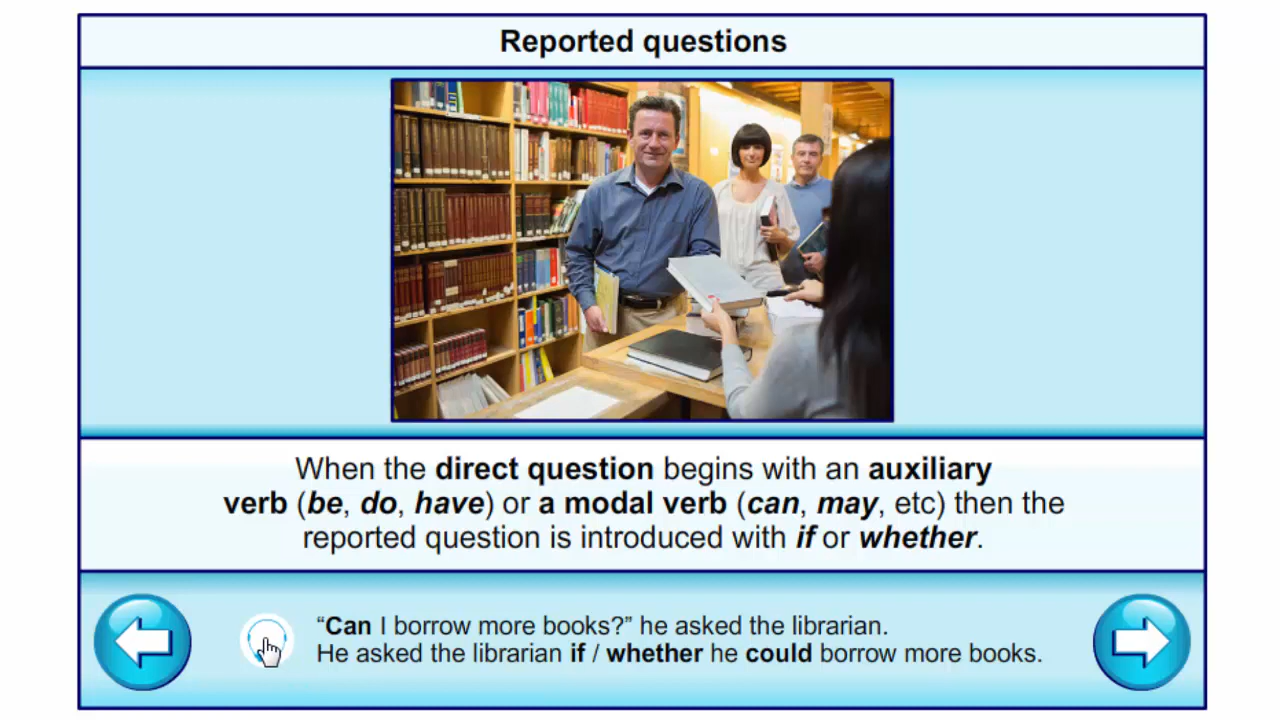 Reported questions
When the direct question begins with an auxiliary
verb (be, do, have) or a modal verb (can, may, etc) then the
reported question is introduced with if or whether.
“Can I borrow more books?” he asked the librarian.
He asked the librarian if / whether he could borrow more books.